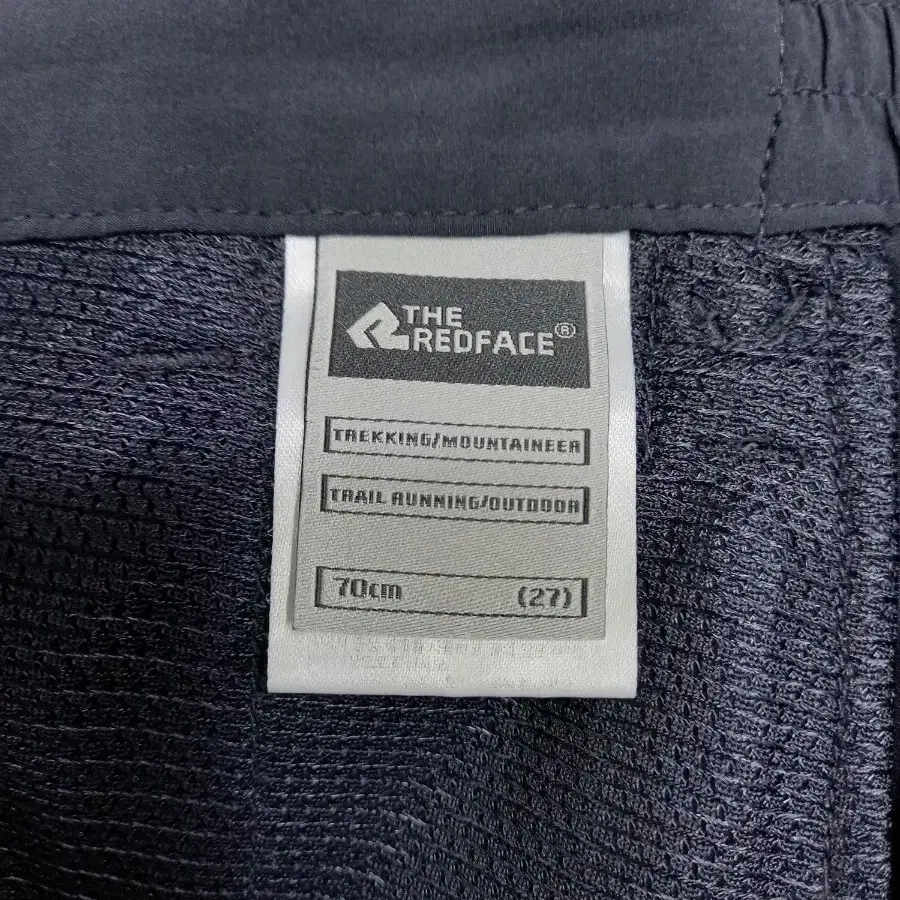 THE
REDFACE®
TREKKING/MOUNTAINEER
TRAIL RUNNING/OUTDOOR
70cm (27)